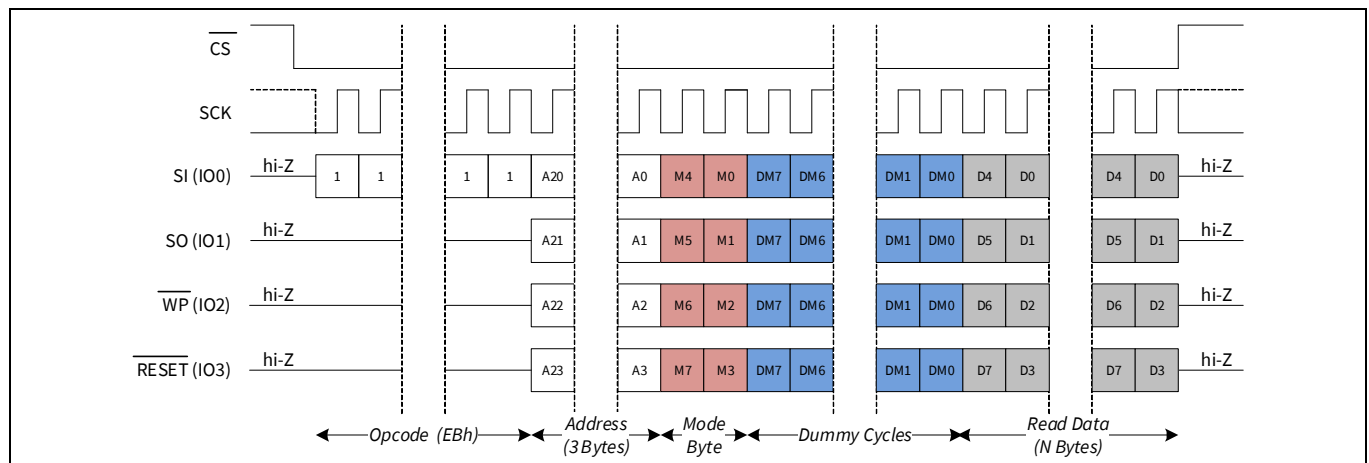 CS
SCK
SI (IO0) hi-Z 1 1 1 1 A20 A0 M4 M0 DM7 DM6 DM1 DM0 D4 D0 D4 D0 hi-Z
SO (IO1) hi-Z A21 A1 M5 M1 DM7 DM6 DM1 DM0 D5 D1 D5 D1 hi-Z
WP (IO2) hi-Z A22 A2 M6 M2 DM7 DM6 DM1 DM0 D6 D2 D6 D2 hi-Z
RESET (IO3) hi-Z A23 A3 M7 M3 DM7 DM6 DM1 DM0 D7 D3 D7 D3 hi-Z
Opcode (EBh) Address Mode Dummy Cycles Read Data
(3 Bytes) Byte (N Bytes)